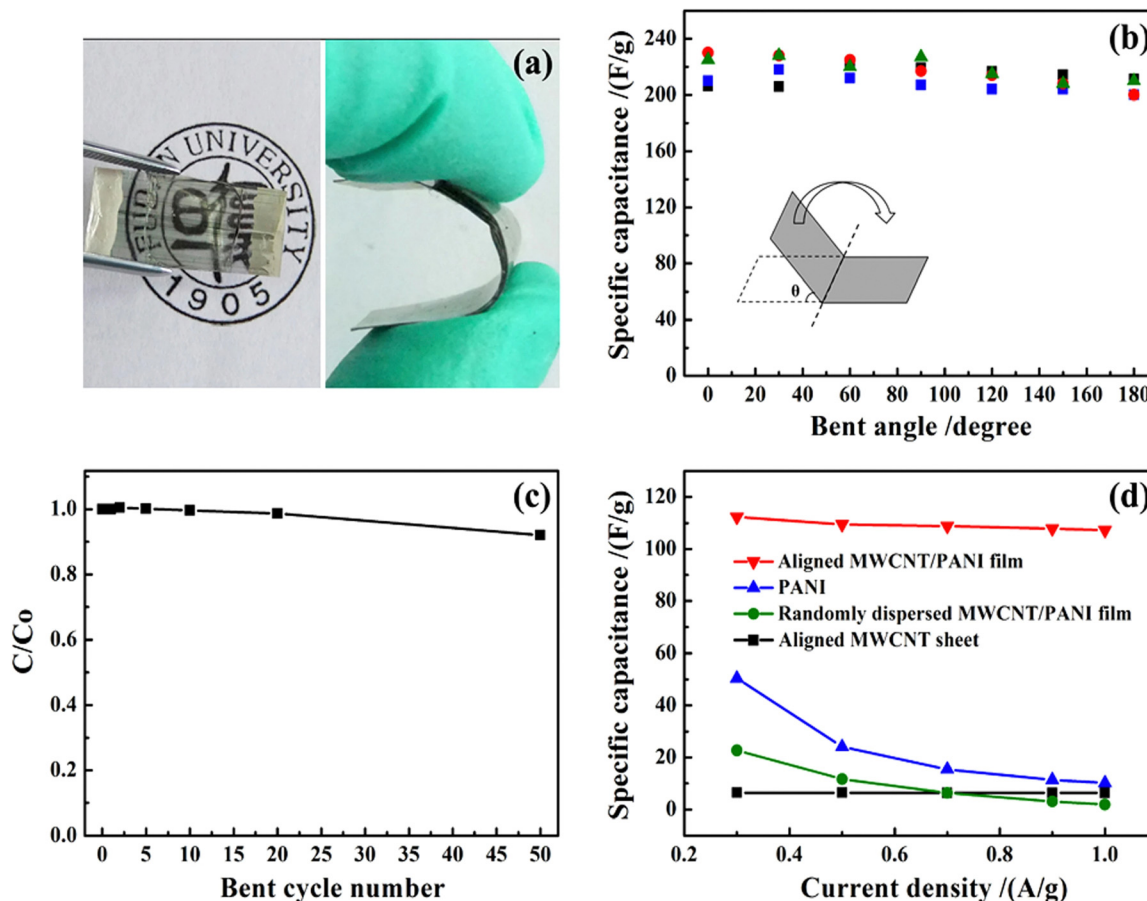 (a)
UNIVERSITY
1905
(b)
Specific capacitance /(F/g)
240
200
160
120
80
40
0
θ
0 20 40 60 80 100 120 140 160 180
Bent angle /degree
(c)
C/Co
1.0
0.8
0.6
0.4
0.2
0.0
0 5 10 15 20 25 30 35 40 45 50
Bent cycle number
(d)
Specific capacitance /(F/g)
120
100
80
60
40
20
0
Aligned MWCNT/PANI film
PANI
Randomly dispersed MWCNT/PANI film
Aligned MWCNT sheet
0.2 0.4 0.6 0.8 1.0
Current density /(A/g)